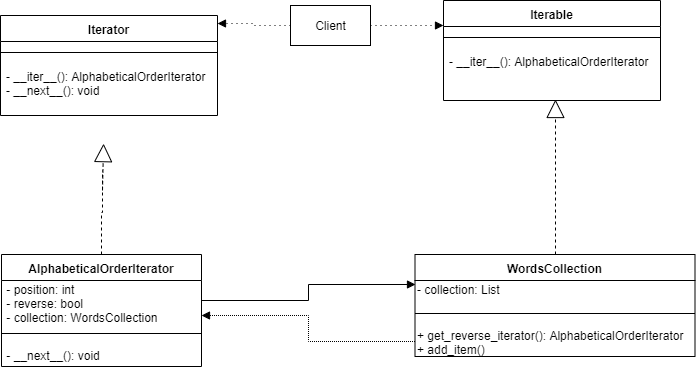 Iterator
- __iter__(): AlphabeticalOrderIterator
- __next__(): void
Client
Iterable
- __iter__(): AlphabeticalOrderIterator
AlphabeticalOrderIterator
- position: int
- reverse: bool
- collection: WordsCollection
- __next__(): void
WordsCollection
- collection: List
+ get_reverse_iterator(): AlphabeticalOrderIterator
+ add_item()